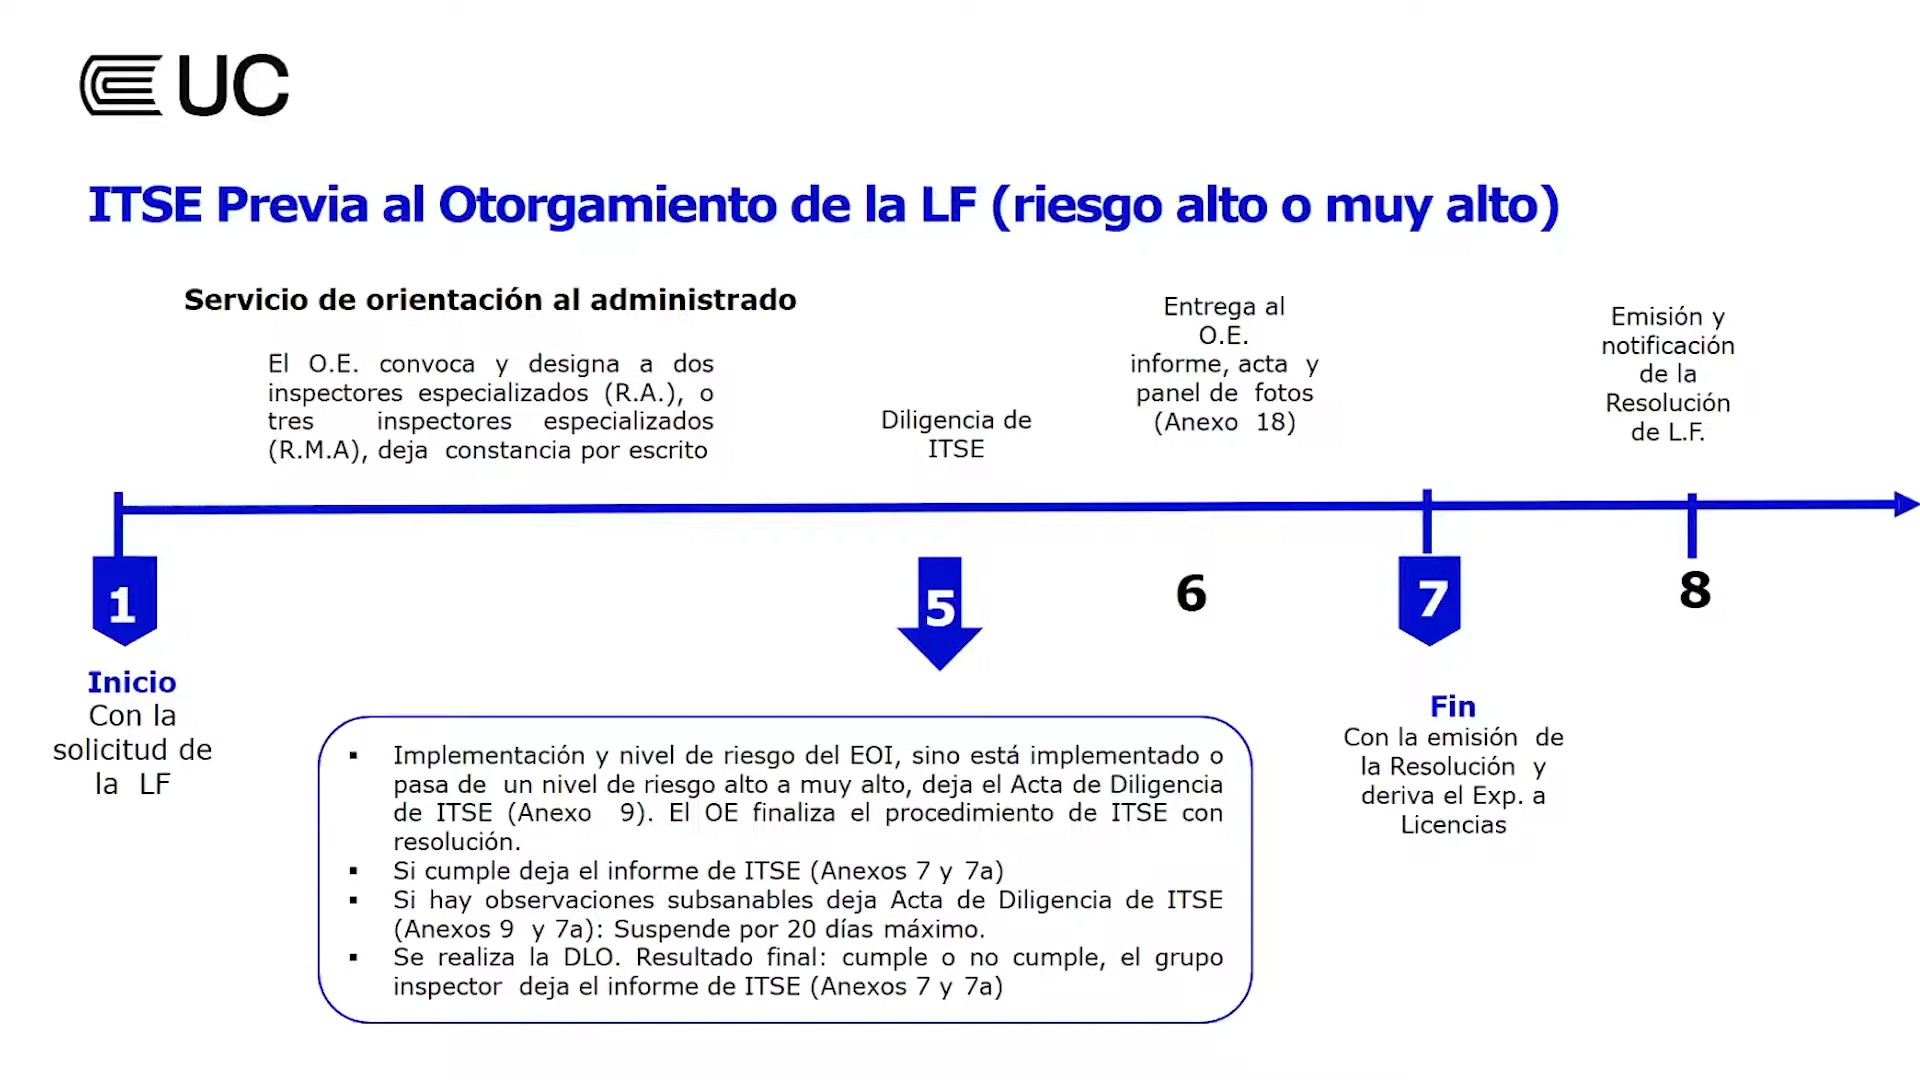 UC
ITSE Previa al Otorgamiento de la LF (riesgo alto o muy alto)
Servicio de orientación al administrado
El O.E. convoca y designa a dos
inspectores especializados (R.A.), o
tres inspectores especializados
(R.M.A), deja constancia por escrito
Diligencia de
ITSE
Entrega al
O.E.
informe, acta y
panel de fotos
(Anexo 18)
Emisión y
notificación
de la
Resolución
de L.F.
1
5
6
7
8
Inicio
Con la
solicitud de
la LF
▪ Implementación y nivel de riesgo del EOI, sino está implementado o
pasa de un nivel de riesgo alto a muy alto, deja el Acta de Diligencia
de ITSE (Anexo 9). El OE finaliza el procedimiento de ITSE con
resolución.
▪ Si cumple deja el informe de ITSE (Anexos 7 y 7a)
▪ Si hay observaciones subsanables deja Acta de Diligencia de ITSE
(Anexos 9 y 7a): Suspende por 20 días máximo.
▪ Se realiza la DLO. Resultado final: cumple o no cumple, el grupo
inspector deja el informe de ITSE (Anexos 7 y 7a)
Fin
Con la emisión de
la Resolución y
deriva el Exp. a
Licencias